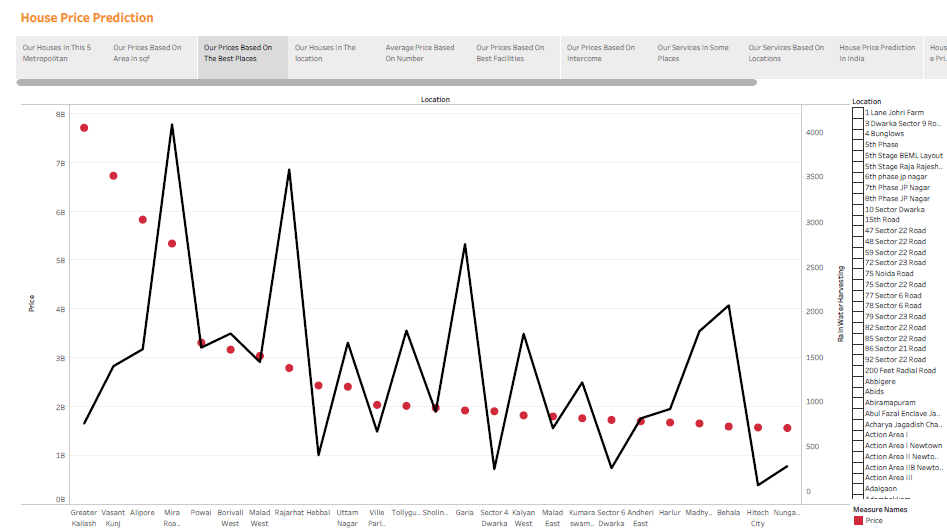 House Price Prediction
Our Houses In This 5 Metropolitan
Our Prices Based On Area In sqf
Our Prices Based On The Best Places
Our Houses In The location
Average Price Based On Number
Our Prices Based On Best Facilities
Our Prices Based On Intercome
Our Services In Some Places
Our Services Based On Locations
House Price Prediction In India
Hous
e Pri..
Location
8B
7B
6B
5B
4B
3B
2B
1B
0B
Price
4000
3500
3000
2500
2000
1500
1000
500
0
Rain Water Harvesting
Greater Kailash
Vasant Kunj
Alipore
Mira Roa..
Powai
Borivali West
Malad West
Rajarhat
Hebbal
Uttam Nagar
Ville Parl..
Tollygu..
Sholin..
Garia
Sector 4 Dwarka
Kalyan West
Malad East
Kumara swam..
Sector 6 Dwarka
Andheri East
Harlur
Madhy..
Behala
Hitech City
Nunga..
Location
1 Lane Johri Farm
3 Dwarka Sector 9 Ro..
4 Bunglows
5th Phase
5th Stage BEML Layout
5th Stage Raja Rajesh..
6th phase jp nagar
7th Phase JP Nagar
8th Phase JP Nagar
10 Sector Dwarka
15th Road
47 Sector 22 Road
48 Sector 22 Road
59 Sector 22 Road
72 Sector 23 Road
75 Noida Road
75 Sector 22 Road
77 Sector 6 Road
78 Sector 6 Road
79 Sector 23 Road
82 Sector 22 Road
85 Sector 22 Road
86 Sector 21 Road
92 Sector 22 Road
200 Feet Radial Road
Abbigere
Abids
Abiramapuram
Abul Fazal Enclave Ja..
Acharya Jagadish Cha..
Action Area I
Action Area I Newtown
Action Area II Newto..
Action Area IIB Newto..
Action Area III
Adaigaon
Measure Names
Price